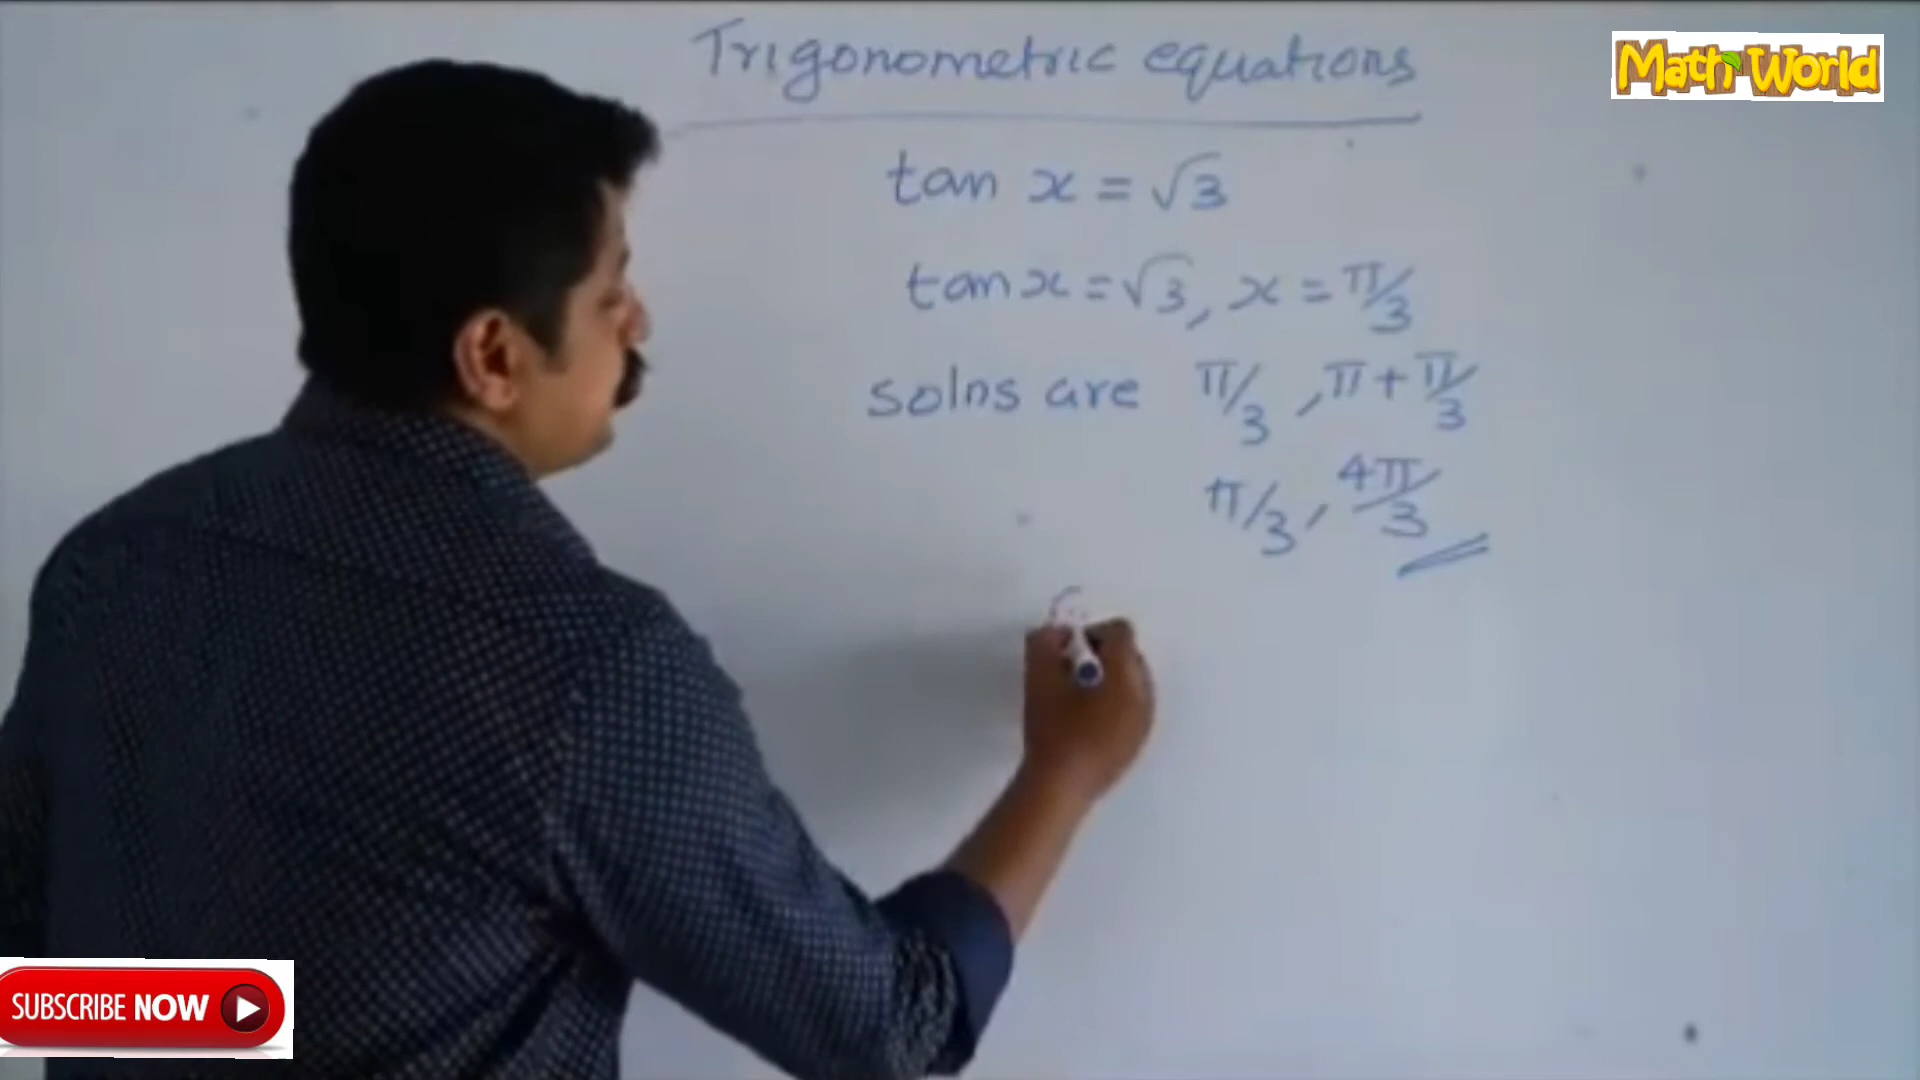 Trigonometric equations
Math World
tan x = √3
tan x = √3, x = π/3
solns are π/3, π + π/3
π/3, 4π/3
SUBSCRIBE NOW